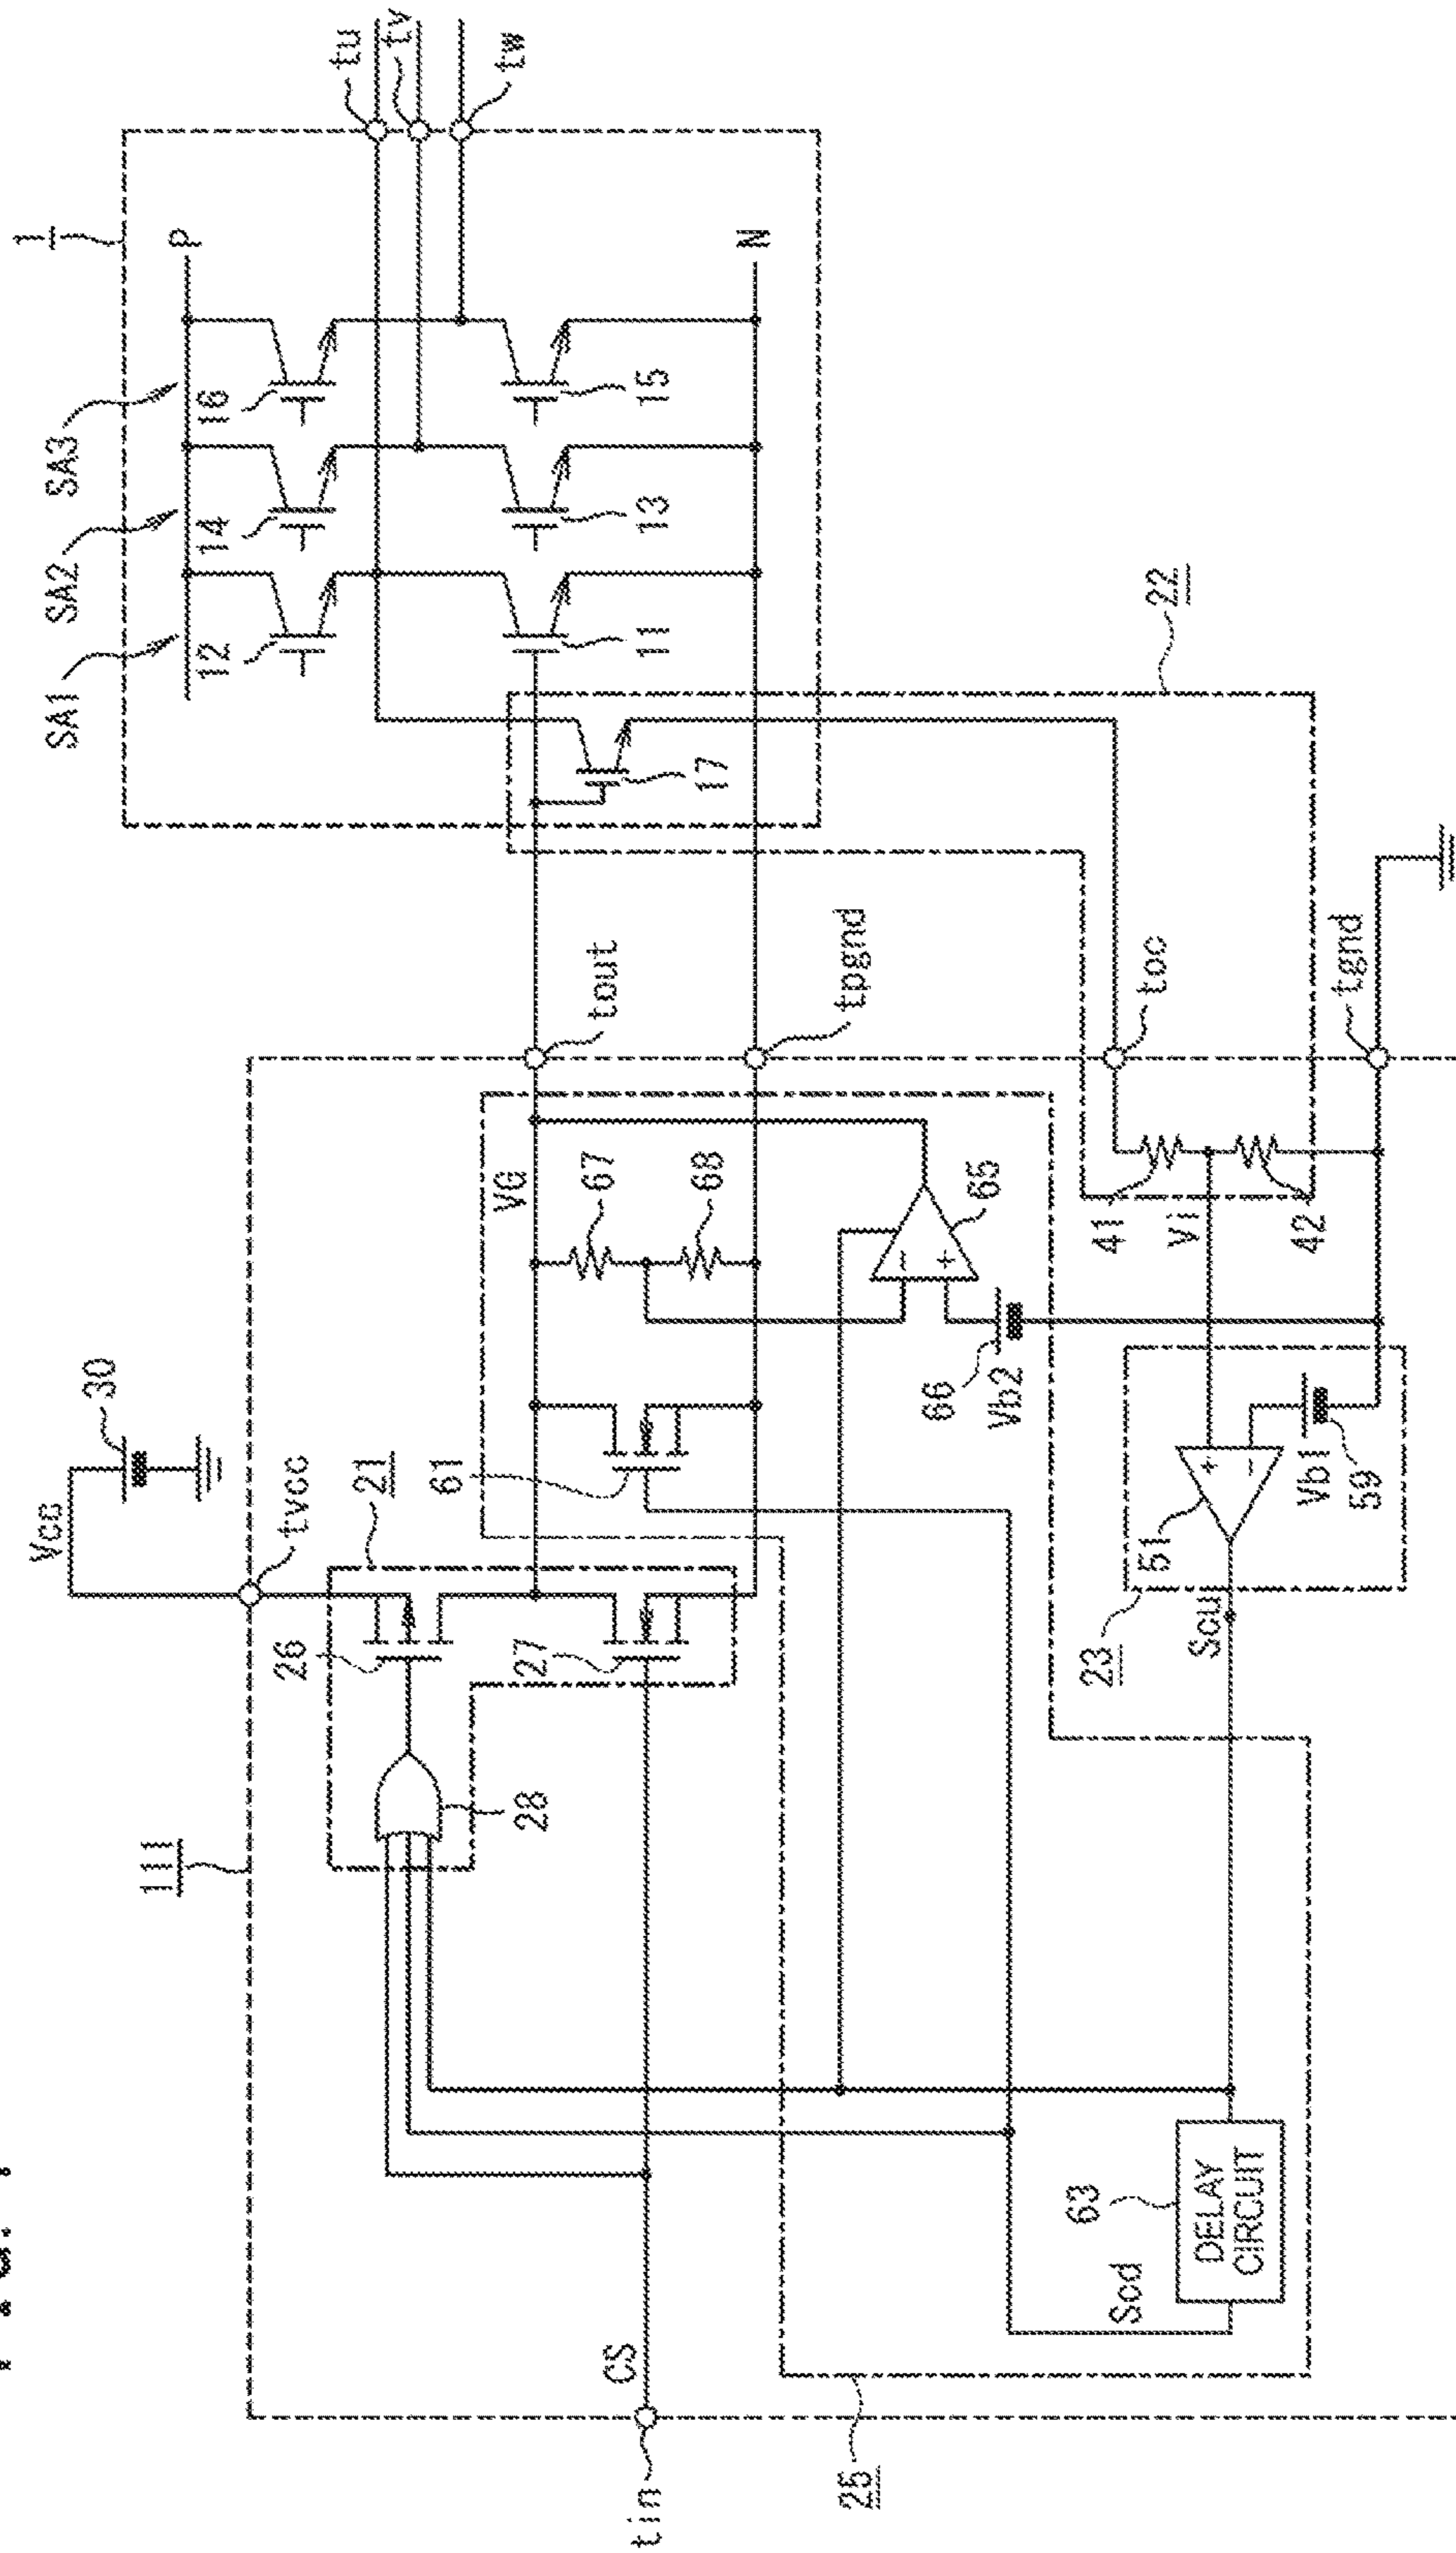 1
P
N
tu
tv
tw
SA1
SA2
SA3
12
14
16
11
13
15
17
22
Vcc
30
tvcc
111
21
26
27
28
61
VG
67
68
tout
tpgnd
toc
tgnd
65
-
+
66
Vb2
41
Vi
42
51
+
-
Vb1
59
23
Scu
CS
tin
25
63
DELAY
CIRCUIT
Scd